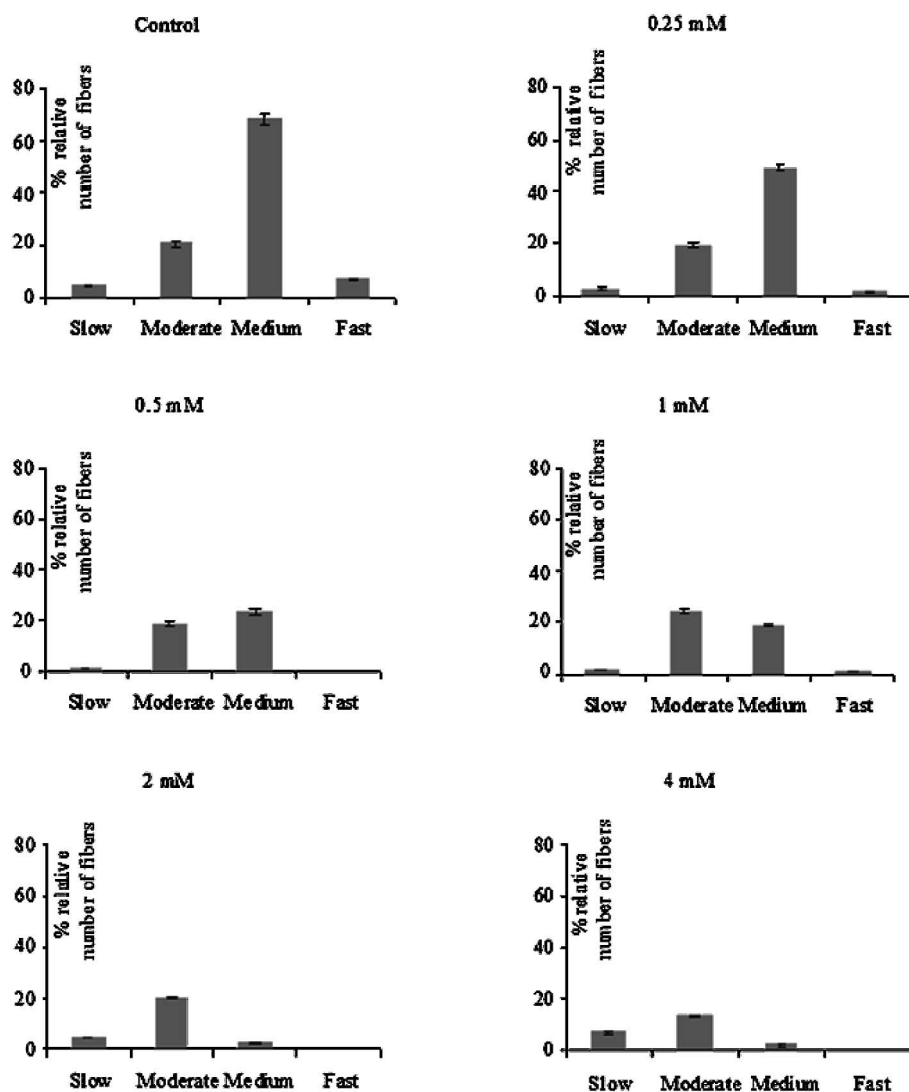 Control
% relative
number of fibers
80
60
40
20
0
Slow Moderate Medium Fast
0.25 mM
% relative
number of fibers
80
60
40
20
0
Slow Moderate Medium Fast
0.5 mM
% relative
number of fibers
80
60
40
20
0
Slow Moderate Medium Fast
1 mM
% relative
number of fibers
80
60
40
20
0
Slow Moderate Medium Fast
2 mM
% relative
number of fibers
80
60
40
20
0
Slow Moderate Medium Fast
4 mM
% relative
number of fibers
80
60
40
20
0
Slow Moderate Medium Fast